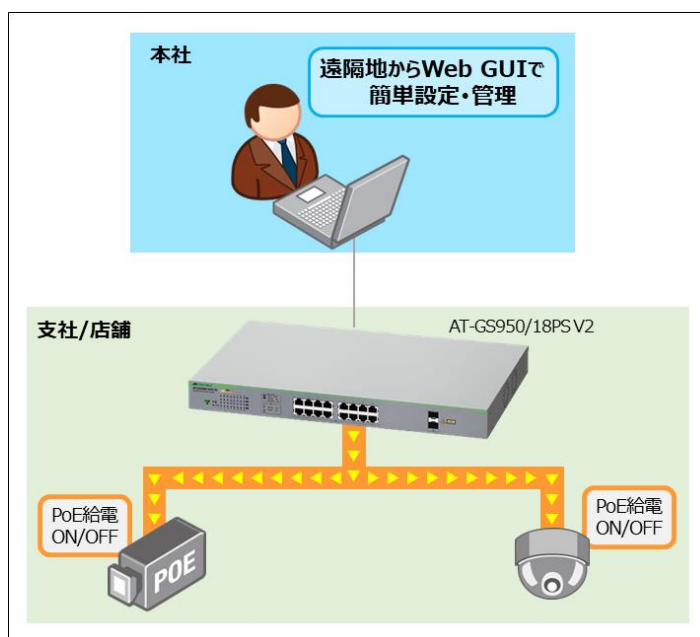 本社
遠隔地からWeb GUIで
簡単設定・管理
支社/店舗
AT-GS950/18PS V2
PoE給電
ON/OFF
POE
PoE給電
ON/OFF